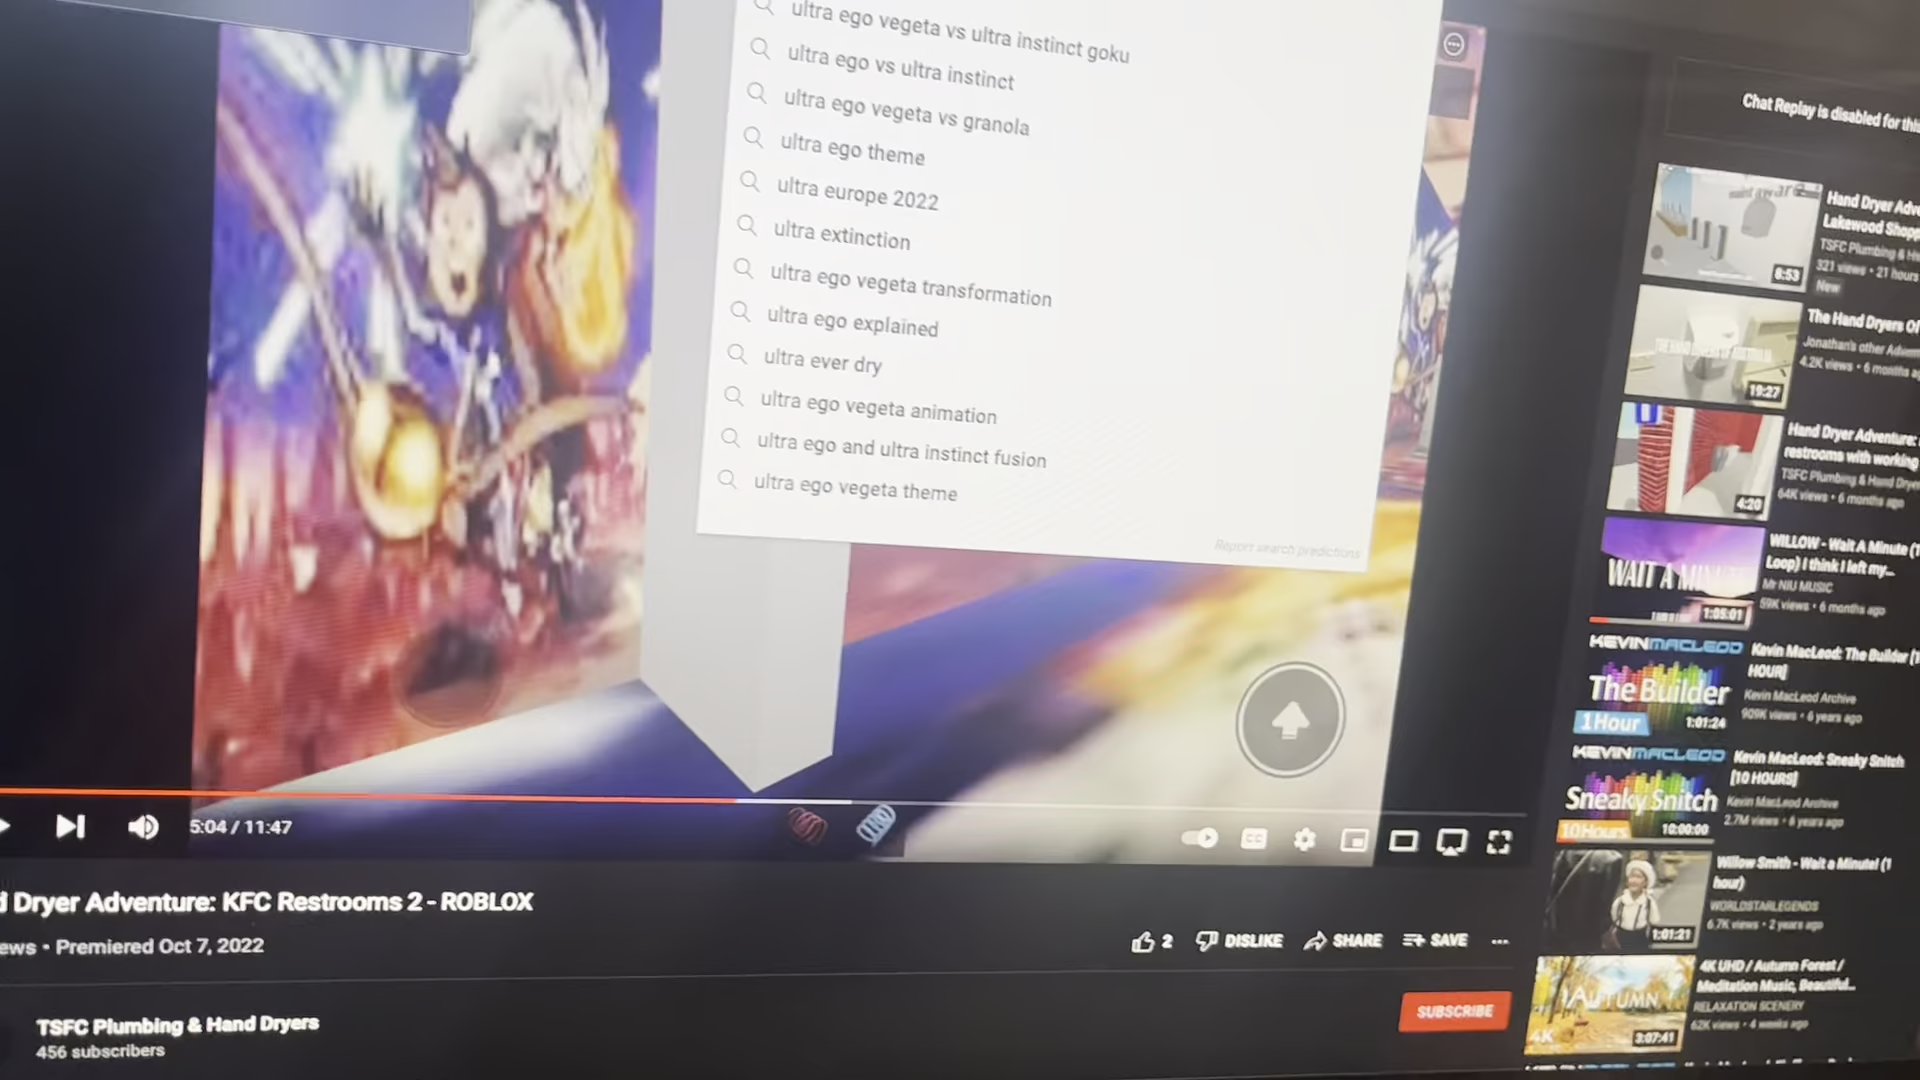 ultra ego vegeta vs ultra instinct goku
ultra ego vs ultra instinct
ultra ego vegeta vs granola
ultra ego theme
ultra europe 2022
ultra extinction
ultra ego vegeta transformation
ultra ego explained
ultra ever dry
ultra ego vegeta animation
ultra ego and ultra instinct fusion
ultra ego vegeta theme
Report search predictions
5:04 / 11:47
CC
Dryer Adventure: KFC Restrooms 2 - ROBLOX
Premiered Oct 7, 2022
2
DISLIKE
SHARE
SAVE
TSFC Plumbing & Hand Dryers
456 subscribers
SUBSCRIBE
Chat Replay is disabled for this
8:53
Hand Dryer
Lakewood
TSFC Plumbing &
321 views • 21 hours
New
19:27
The Hand Dryers Of
Jonathan's other
4.2K views • 6 months
4:20
Hand Dryer Adventure:
restrooms with working
TSFC Plumbing & Hand
64K views • 6 months ago
WAIT A
1:05:01
WILLOW - Wait A Minute (1
Loop) I think I left my...
Mr NIU MUSIC
59K views • 6 months ago
KEVIN MACLEOD
The Builder
1 Hour
1:01:24
Kevin MacLeod: The Builder [1
HOUR]
Kevin MacLeod Archive
909K views • 6 years ago
KEVIN MACLEOD
Sneaky Snitch
10 Hours
10:00:00
Kevin MacLeod: Sneaky Snitch
[10 HOURS]
Kevin MacLeod Archive
2.7M views • 6 years ago
1:01:21
Willow Smith - Wait a Minute! (1
hour)
WORLDSTARLEGENDS
6.7K views • 2 years ago
AUTUMN
4K
3:07:41
4K UHD / Autumn Forest /
Meditation Music, Beautiful...
RELAXATION SCENERY
62K views • 4 weeks ago